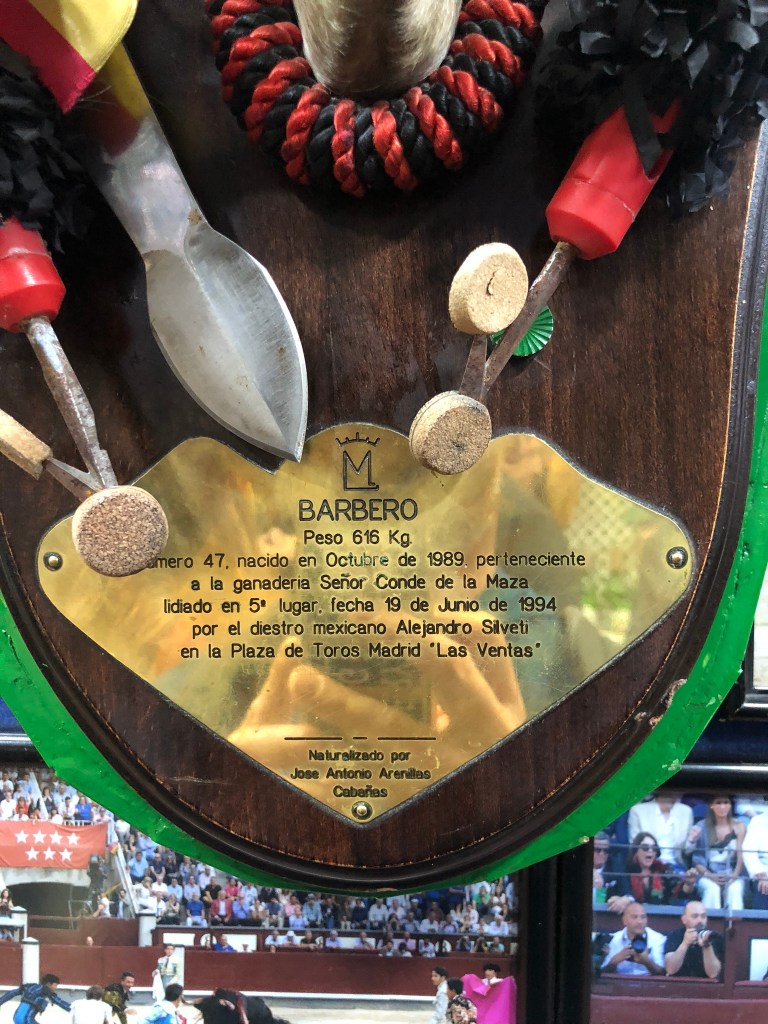 BARBERO
Peso 616 Kg.
mero 47, nacido en Octubre de 1989. perteneciente
a la ganaderia Señor Conde de la Maza
lidiado en 5º lugar, fecha 19 de Junio de 1994
por el diestro mexicano Alejandro Silveti
en la Plaza de Toros Madrid "Las Ventas"
Naturalizado por
Jose Antonio Arenillas
Cabañas